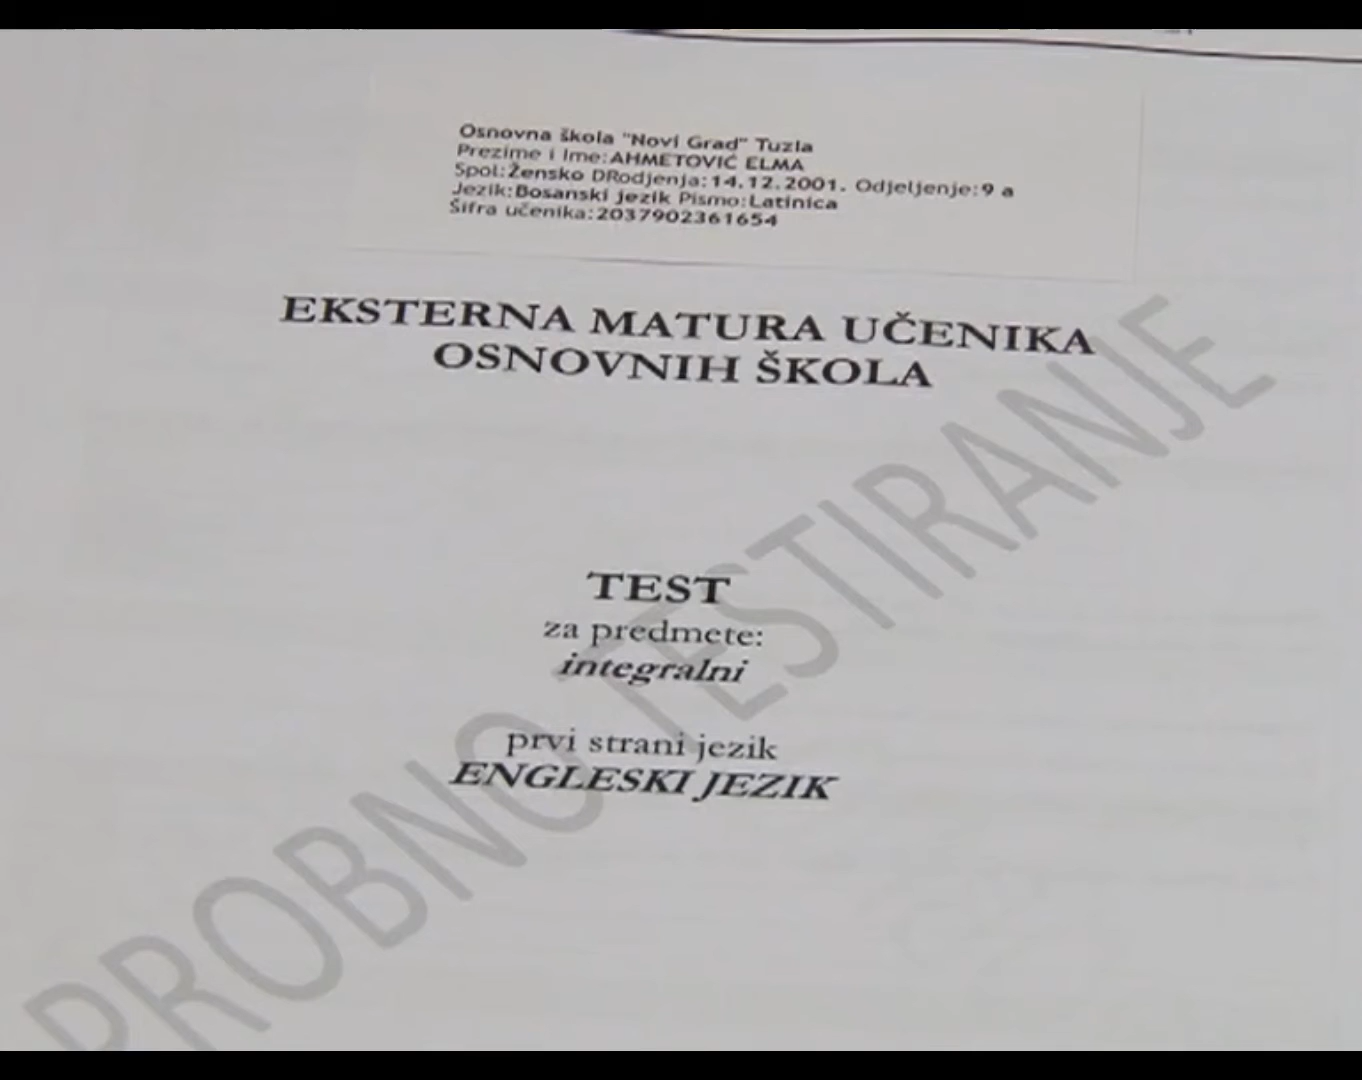 Osnovna škola "Novi Grad" Tuzla
Prezime i Ime:AHMETOVIĆ ELMA
Spol:Žensko DRodjenja:14.12.2001. Odjeljenje:9 a
Jezik:Bosanski jezik Pismo:Latinica
Šifra učenika:2037902361654
EKSTERNA MATURA UČENIKA
OSNOVNIH ŠKOLA
TEST
za predmete:
integralni
prvi strani jezik
ENGLESKI JEZIK
PROBNO TESTIRANJE